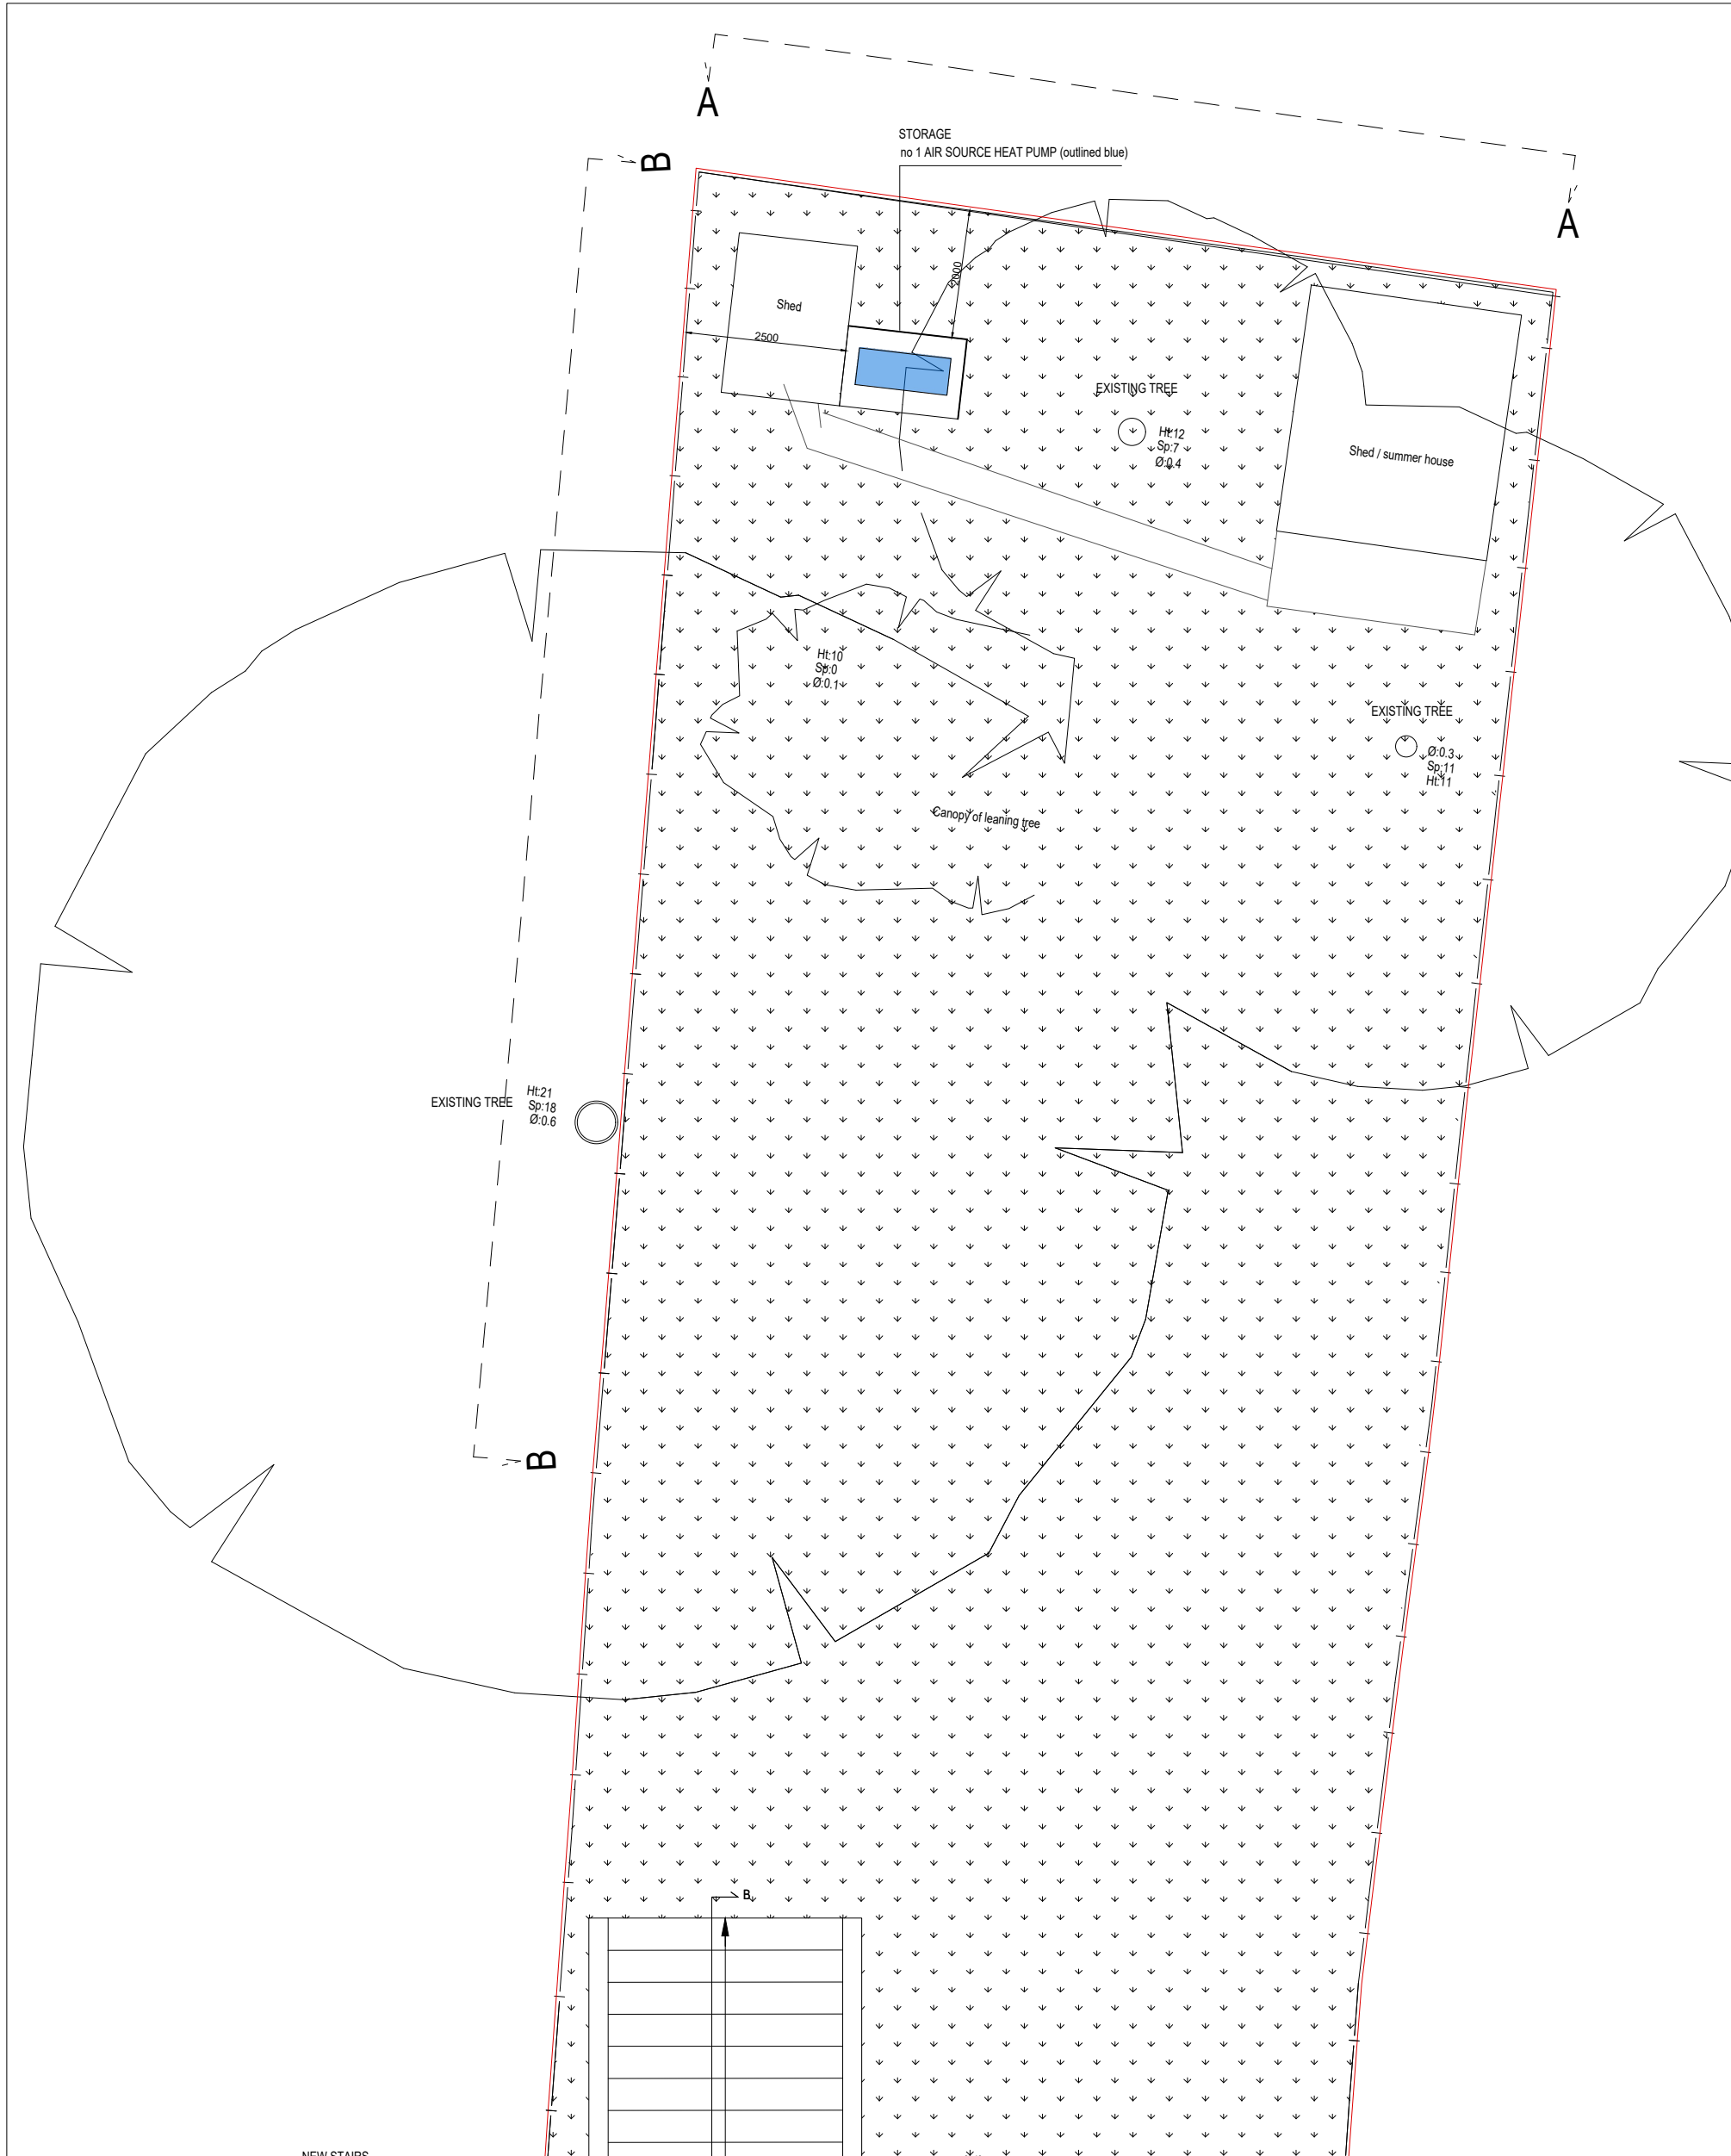 A
STORAGE
no 1 AIR SOURCE HEAT PUMP (outlined blue)
B
A
2000
Shed
2500
EXISTING TREE
Ht:12
Sp:7
Ø:0.4
Shed / summer house
Ht:10
Sp:0
Ø:0.1
EXISTING TREE
Ø:0.3
Sp:11
Ht:11
Canopy of leaning tree
EXISTING TREE
Ht:21
Sp:18
Ø:0.6
B
B
NEW STAIRS